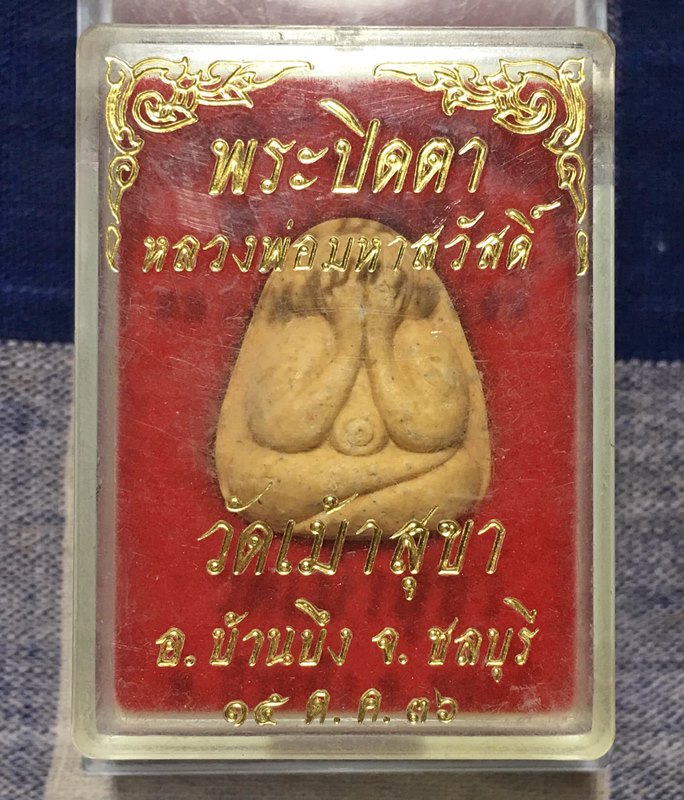 พระปิดตา
หลวงพ่อมหาสวัสดิ์
วัดเม้าสุขา
อ. บ้านบึง จ. ชลบุรี
๑๕ ต. ค. ๓๖